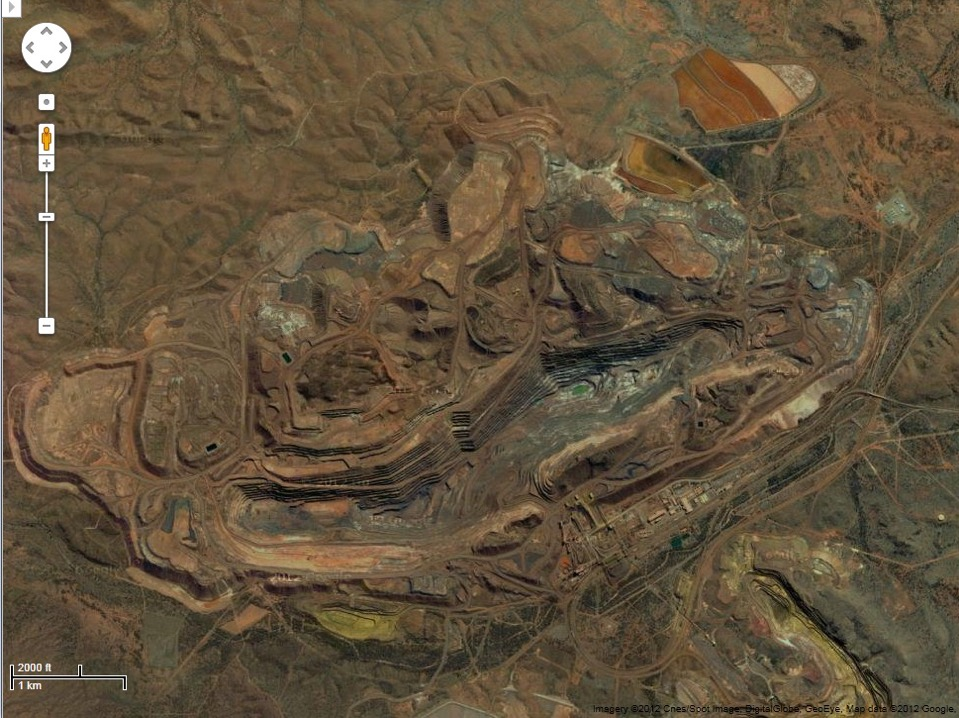 2000 ft
1 km
Imagery ©2012 Cnes/Spot Image, DigitalGlobe, GeoEye, Map data ©2012 Google,